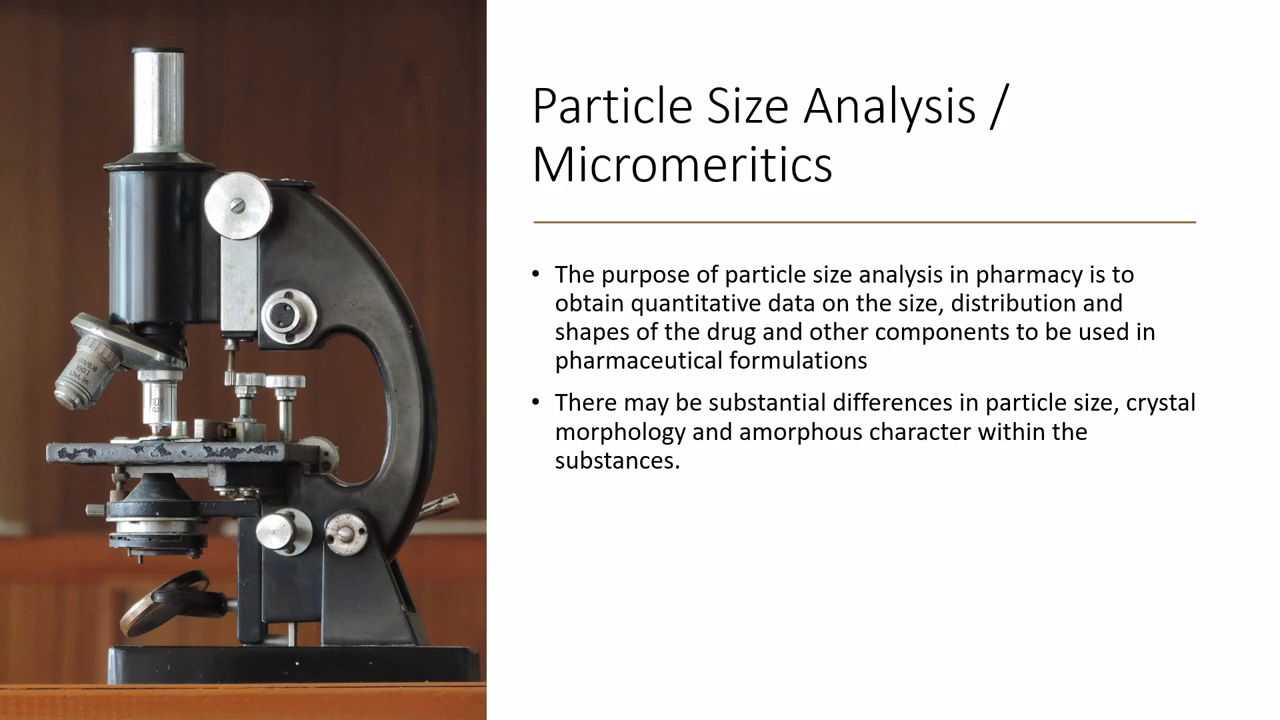 Particle Size Analysis /
Micromeritics
• The purpose of particle size analysis in pharmacy is to
obtain quantitative data on the size, distribution and
shapes of the drug and other components to be used in
pharmaceutical formulations
• There may be substantial differences in particle size, crystal
morphology and amorphous character within the
substances.